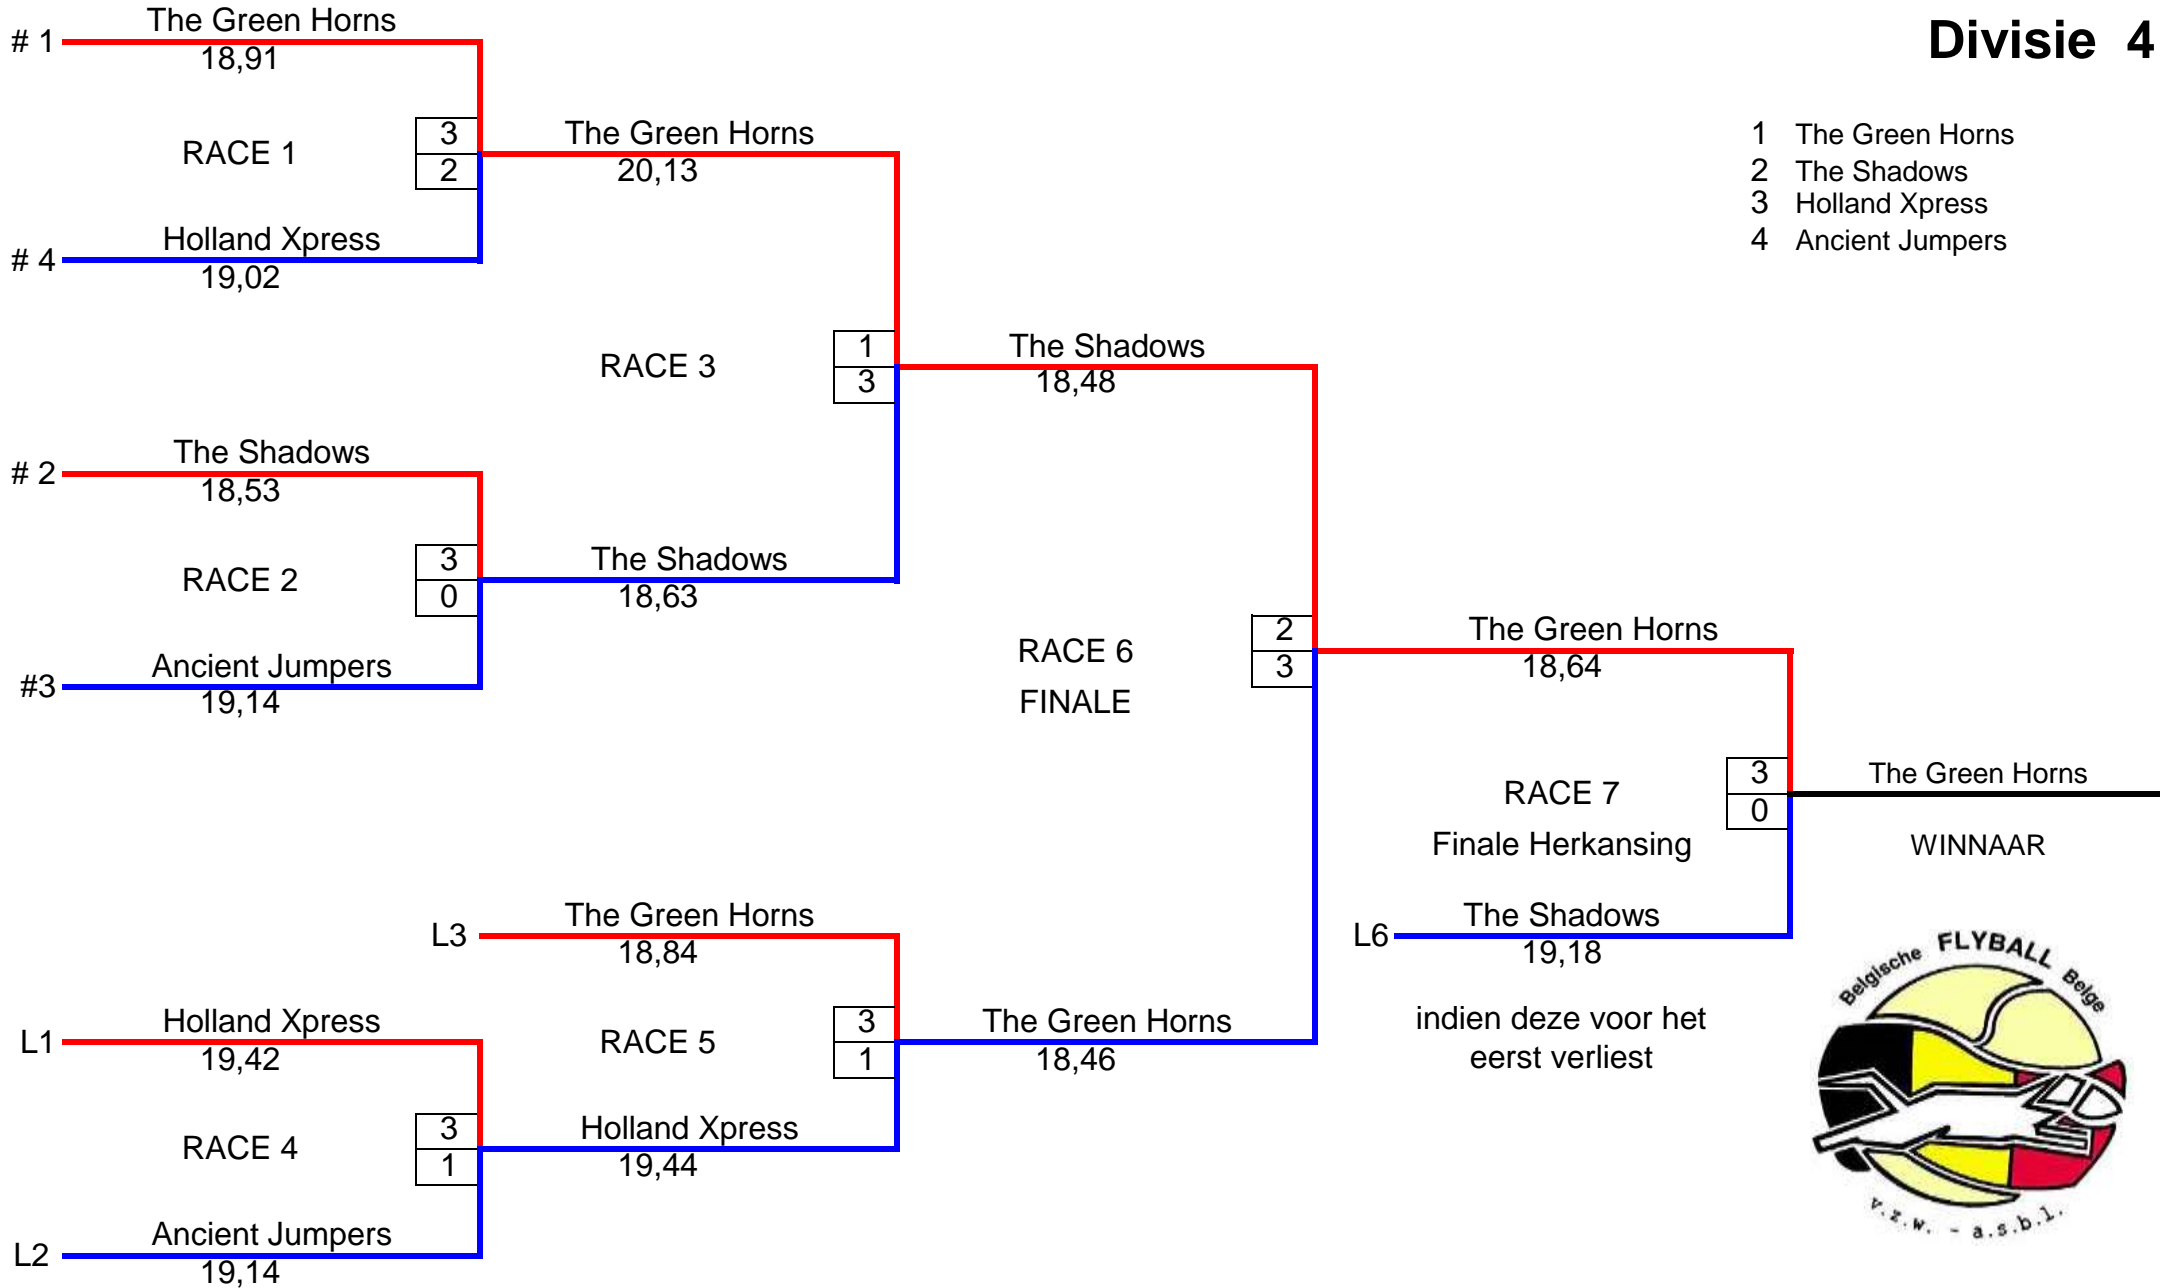 Divisie 4
1 The Green Horns
2 The Shadows
3 Holland Xpress
4 Ancient Jumpers
# 1
The Green Horns
18,91
RACE 1
3
2
# 4
Holland Xpress
19,02
The Green Horns
20,13
RACE 3
1
3
# 2
The Shadows
18,53
RACE 2
3
0
#3
Ancient Jumpers
19,14
The Shadows
18,63
The Shadows
18,48
RACE 6
FINALE
2
3
The Green Horns
18,64
RACE 7
Finale Herkansing
3
0
The Green Horns
WINNAAR
L6
The Shadows
19,18
indien deze voor het
eerst verliest
L3
The Green Horns
18,84
RACE 5
3
1
The Green Horns
18,46
L1
Holland Xpress
19,42
RACE 4
3
1
Holland Xpress
19,44
L2
Ancient Jumpers
19,14
Belgische FLYBALL Belge
v.z.w. - a.s.b.l.